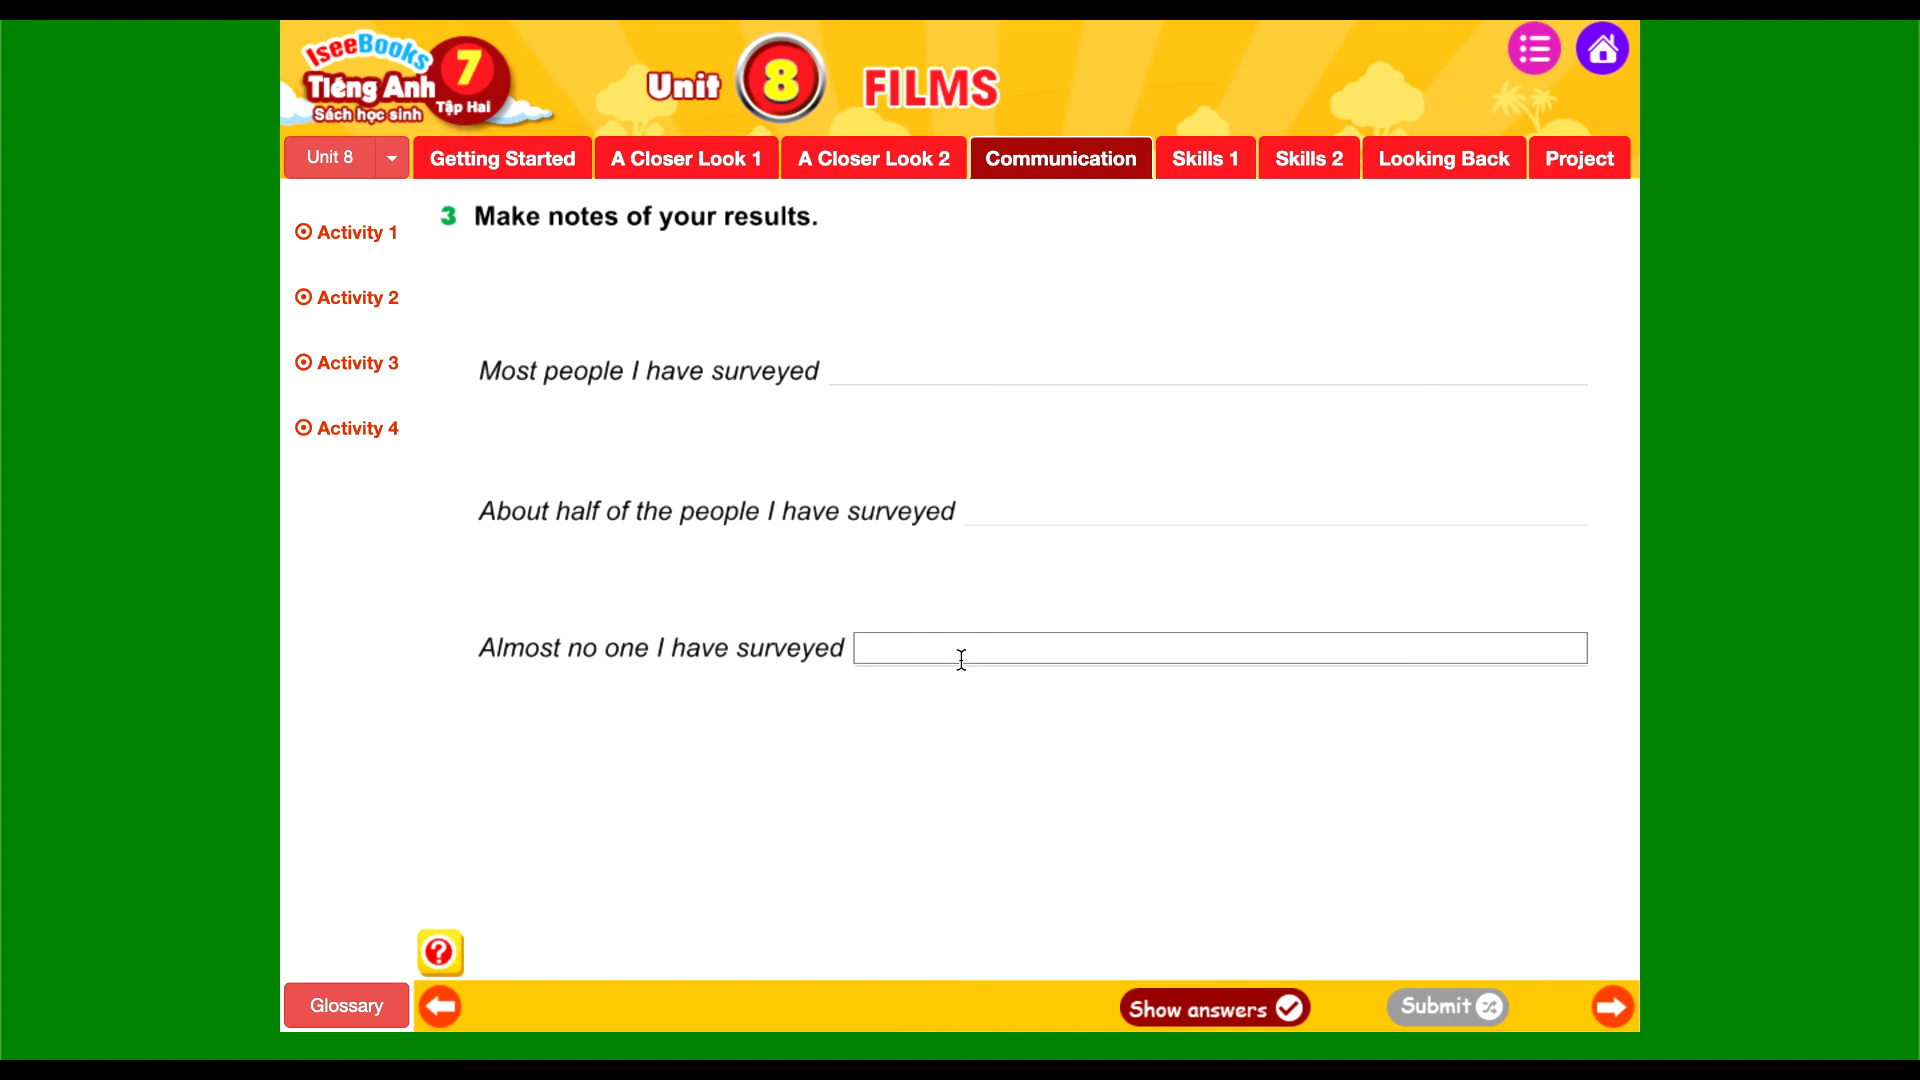 IseeBooks
Tiếng Anh 7
Tập Hai
Sách học sinh
Unit 8 FILMS
Unit 8
Getting Started
A Closer Look 1
A Closer Look 2
Communication
Skills 1
Skills 2
Looking Back
Project
Activity 1
Activity 2
Activity 3
Activity 4
3 Make notes of your results.
Most people I have surveyed
About half of the people I have surveyed
Almost no one I have surveyed
?
Glossary
Show answers
Submit